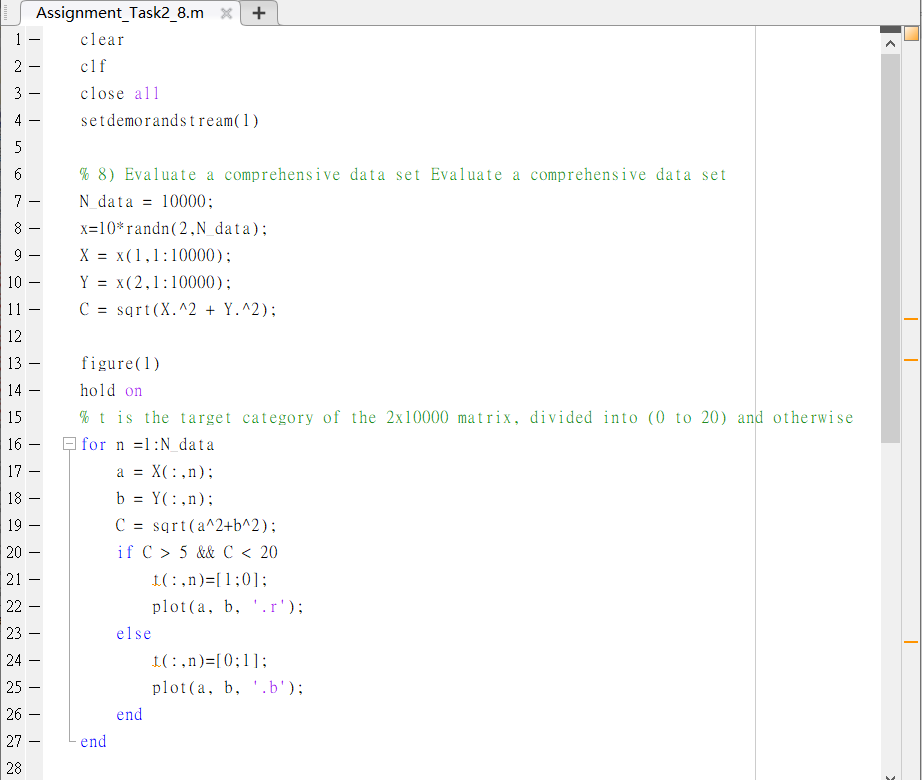 Assignment_Task2_8.m
1 clear
2 clf
3 close all
4 setdemorandstream(1)
5
6 % 8) Evaluate a comprehensive data set Evaluate a comprehensive data set
7 N_data = 10000;
8 x=10*randn(2,N_data);
9 X = x(1,1:10000);
10 Y = x(2,1:10000);
11 C = sqrt(X.^2 + Y.^2);
12
13 figure(1)
14 hold on
15 % t is the target category of the 2x10000 matrix, divided into (0 to 20) and otherwise
16 for n =1:N_data
17 a = X(:,n);
18 b = Y(:,n);
19 C = sqrt(a^2+b^2);
20 if C > 5 && C < 20
21 t(:,n)=[1;0];
22 plot(a, b, '.r');
23 else
24 t(:,n)=[0;1];
25 plot(a, b, '.b');
26 end
27 end
28